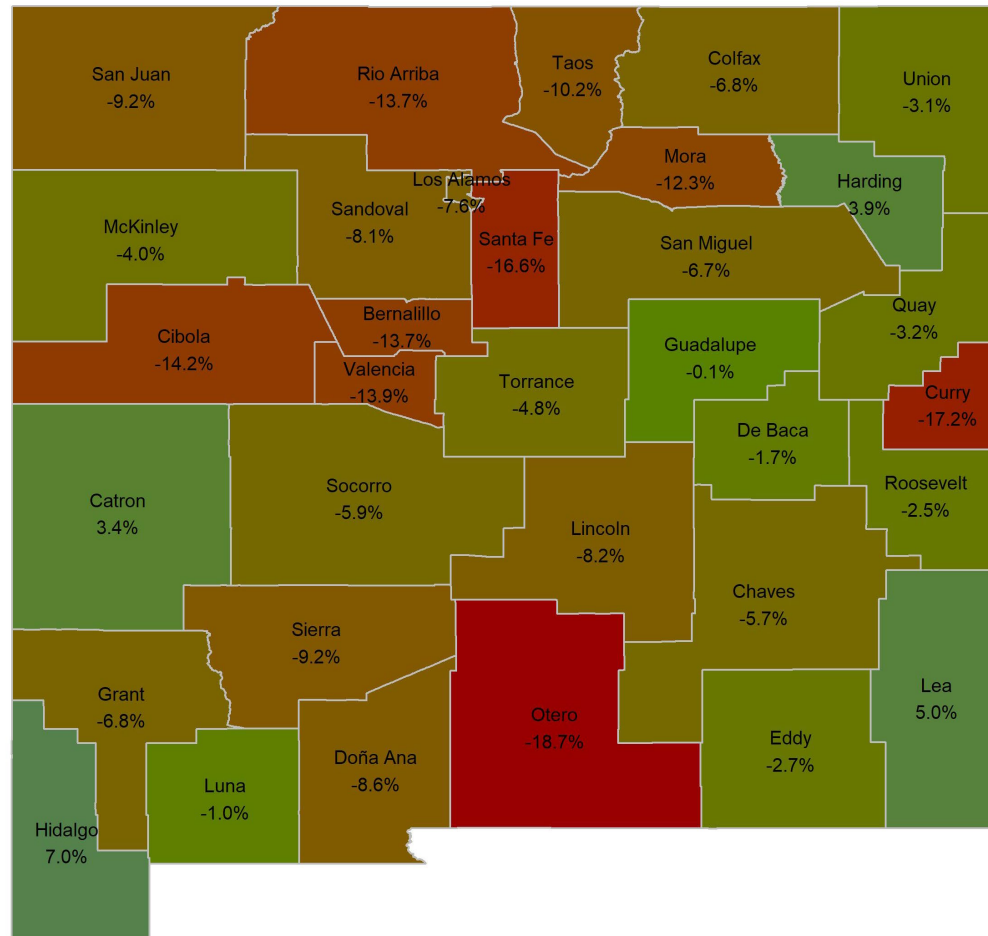 San Juan
-9.2%
Rio Arriba
-13.7%
Taos
-10.2%
Colfax
-6.8%
Union
-3.1%
Mora
-12.3%
Harding
3.9%
Los Alamos
-7.6%
McKinley
-4.0%
Sandoval
-8.1%
Santa Fe
-16.6%
San Miguel
-6.7%
Quay
-3.2%
Cibola
-14.2%
Bernalillo
-13.7%
Valencia
-13.9%
Torrance
-4.8%
Guadalupe
-0.1%
Curry
-17.2%
De Baca
-1.7%
Roosevelt
-2.5%
Catron
3.4%
Socorro
-5.9%
Lincoln
-8.2%
Chaves
-5.7%
Sierra
-9.2%
Grant
-6.8%
Otero
-18.7%
Lea
5.0%
Eddy
-2.7%
Doña Ana
-8.6%
Luna
-1.0%
Hidalgo
7.0%